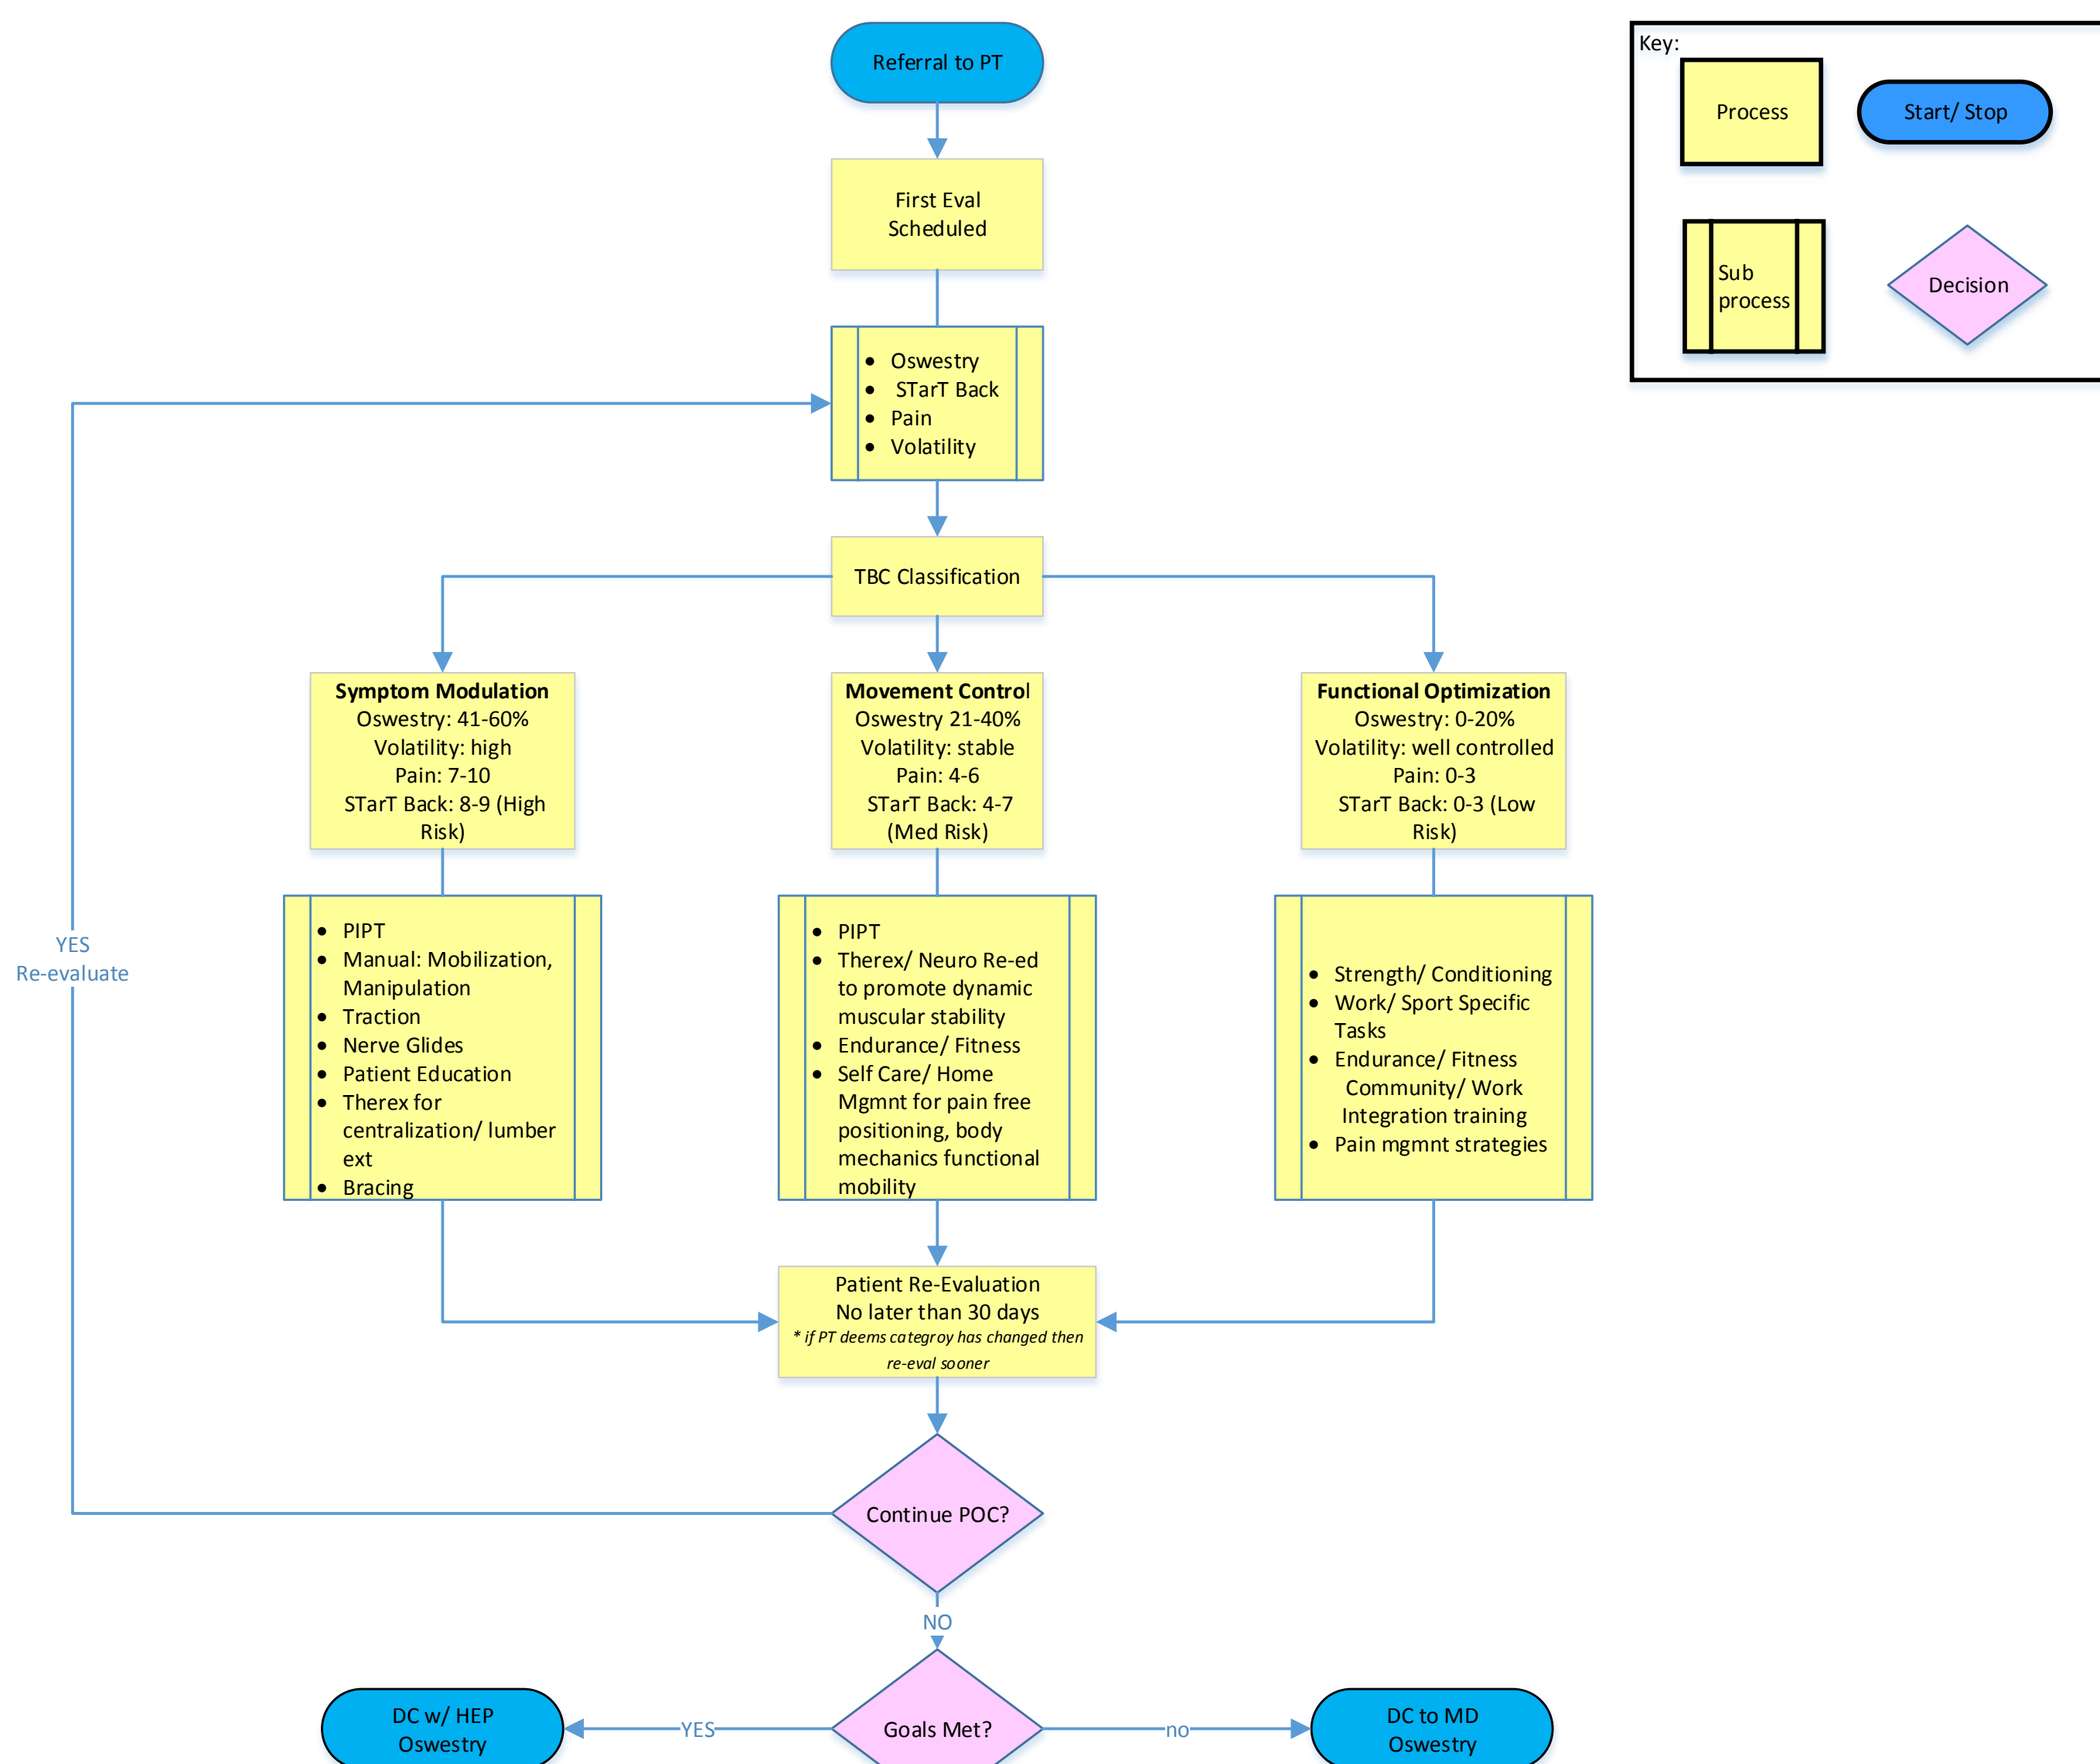 Referral to PT
Key:
Process
Start/ Stop
First Eval
Scheduled
Sub
process
Decision
• Oswestry
• STarT Back
• Pain
• Volatility
TBC Classification
Symptom Modulation
Oswestry: 41-60%
Volatility: high
Pain: 7-10
STarT Back: 8-9 (High
Risk)
Movement Control
Oswestry 21-40%
Volatility: stable
Pain: 4-6
STarT Back: 4-7
(Med Risk)
Functional Optimization
Oswestry: 0-20%
Volatility: well controlled
Pain: 0-3
STarT Back: 0-3 (Low
Risk)
YES
Re-evaluate
• PIPT
• Manual: Mobilization,
Manipulation
• Traction
• Nerve Glides
• Patient Education
• Therex for
centralization/ lumber
ext
• Bracing
• PIPT
• Therex/ Neuro Re-ed
to promote dynamic
muscular stability
• Endurance/ Fitness
• Self Care/ Home
Mgmnt for pain free
positioning, body
mechanics functional
mobility
• Strength/ Conditioning
• Work/ Sport Specific
Tasks
• Endurance/ Fitness
Community/ Work
Integration training
• Pain mgmnt strategies
Patient Re-Evaluation
No later than 30 days
* if PT deems categroy has changed then
re-eval sooner
Continue POC?
NO
DC w/ HEP
Oswestry
YES
Goals Met?
no
DC to MD
Oswestry